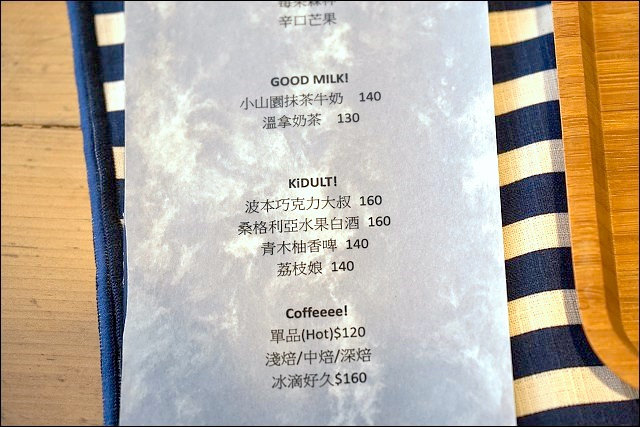 辛口芒果
GOOD MILK!
小山園抹茶牛奶 140
溫拿奶茶 130
KiDULT!
波本巧克力大叔 160
桑格利亞水果白酒 160
青木柚香啤 140
荔枝娘 140
Coffeeee!
單品(Hot)$120
淺焙/中焙/深焙
冰滴好久$160